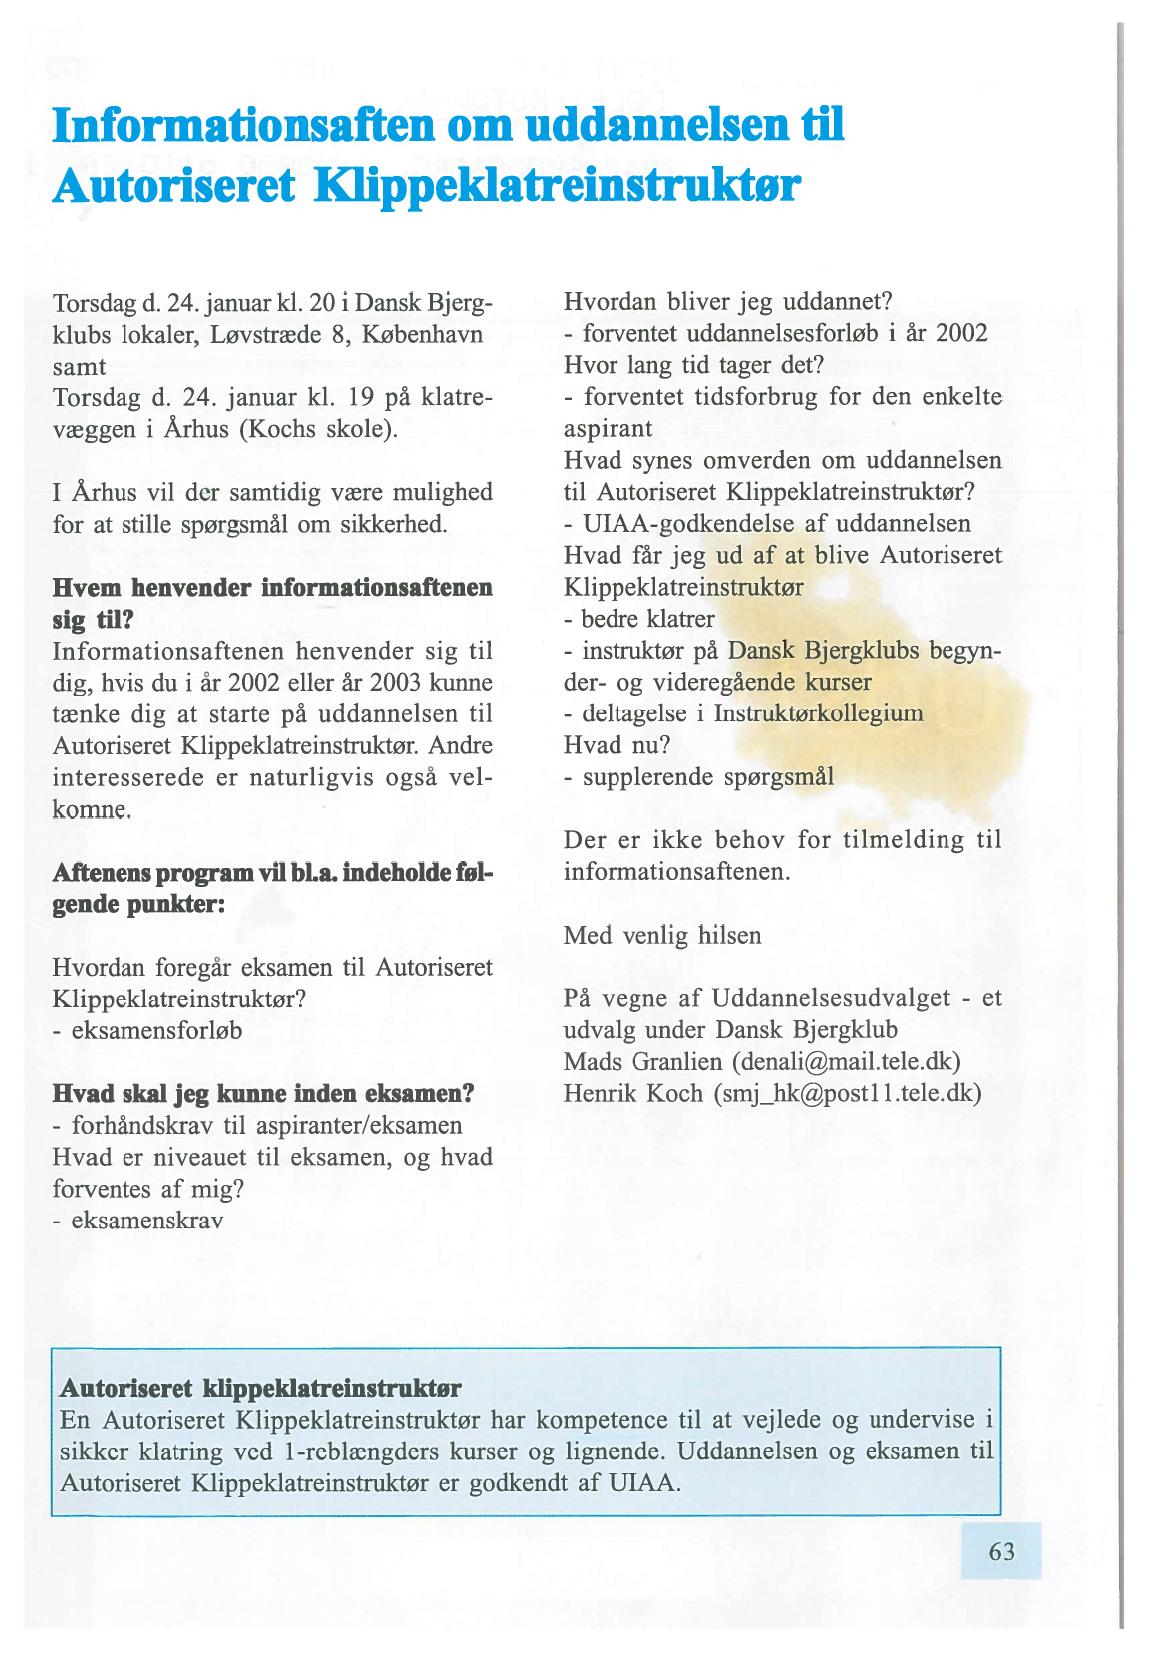 Informationsaften om uddannelsen til
Autoriseret Klippeklatreinstruktør
Torsdag d. 24. januar kl. 20 i Dansk Bjerg-
klubs lokaler, Løvstræde 8, København
samt
Torsdag d. 24. januar kl. 19 på klatre-
væggen i Århus (Kochs skole).
I Århus vil der samtidig være mulighed
for at stille spørgsmål om sikkerhed.
Hvem henvender informationsaftenen
sig til?
Informationsaftenen henvender sig til
dig, hvis du i år 2002 eller år 2003 kunne
tænke dig at starte på uddannelsen til
Autoriseret Klippeklatreinstruktør. Andre
interesserede er naturligvis også vel-
komne.
Aftenens program vil bl.a. indeholde føl-
gende punkter:
Hvordan foregår eksamen til Autoriseret
Klippeklatreinstruktør?
- eksamensforløb
Hvad skal jeg kunne inden eksamen?
- forhåndskrav til aspiranter/eksamen
Hvad er niveauet til eksamen, og hvad
forventes af mig?
- eksamenskrav
Hvordan bliver jeg uddannet?
- forventet uddannelsesforløb i år 2002
Hvor lang tid tager det?
- forventet tidsforbrug for den enkelte
aspirant
Hvad synes omverden om uddannelsen
til Autoriseret Klippeklatreinstruktør?
- UIAA-godkendelse af uddannelsen
Hvad får jeg ud af at blive Autoriseret
Klippeklatreinstruktør
- bedre klatrer
- instruktør på Dansk Bjergklubs begyn-
der- og videregående kurser
- deltagelse i Instruktørkollegium
Hvad nu?
- supplerende spørgsmål
Der er ikke behov for tilmelding til
informationsaftenen.
Med venlig hilsen
På vegne af Uddannelsesudvalget - et
udvalg under Dansk Bjergklub
Mads Granlien (denali@mail.tele.dk)
Henrik Koch (smj_hk@post11.tele.dk)
Autoriseret klippeklatreinstruktør
En Autoriseret Klippeklatreinstruktør har kompetence til at vejlede og undervise i
sikker klatring ved 1-reblængders kurser og lignende. Uddannelsen og eksamen til
Autoriseret Klippeklatreinstruktør er godkendt af UIAA.
63